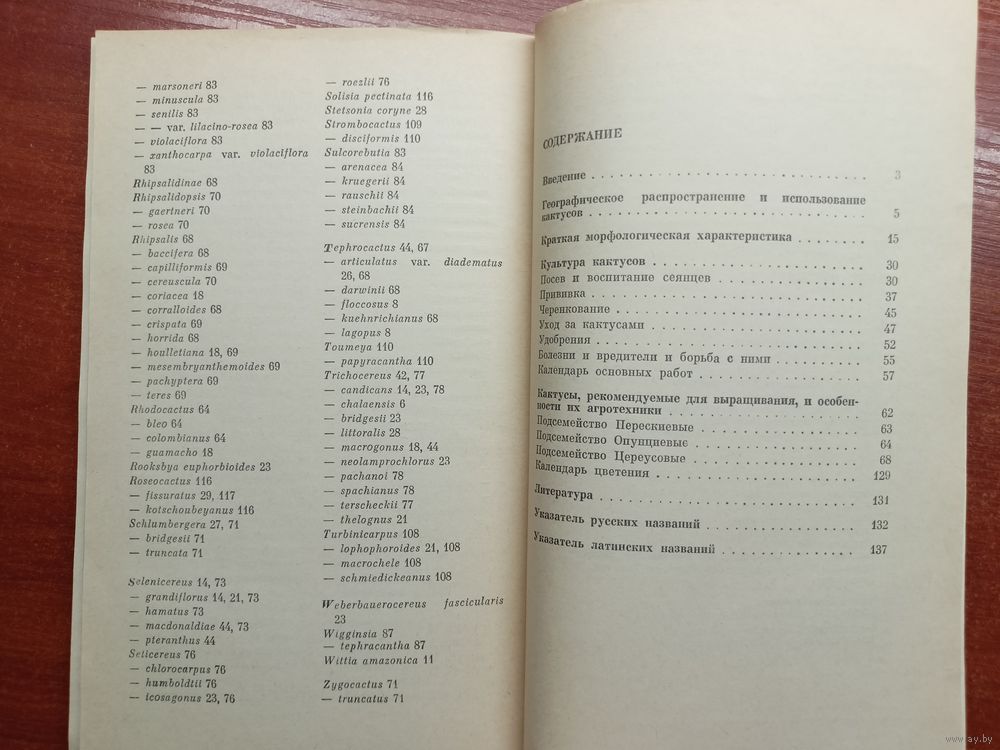 — marsoneri 83
— minuscula 83
— senilis 83
— — var. lilacino-rosea 83
— violaciflora 83
— xanthocarpa var. violaciflora
83
Rhipsalidinae 68
Rhipsalidopsis 70
— gaertneri 70
— rosea 70
Rhipsalis 68
— baccifera 68
— capilliformis 69
— cereuscula 70
— coriacea 18
— corralloides 68
— crispata 69
— horrida 68
— houlletiana 18, 69
— mesembryanthemoides 69
— pachyptera 69
— teres 69
Rhodocactus 64
— bleo 64
— colombianus 64
— guamacho 18
Rooksbya euphorbioides 23
Roseocactus 116
— fissuratus 29, 117
— kotschoubeyanus 116
Schlumbergera 27, 71
— bridgesii 71
— truncata 71
Selenicereus 14, 73
— grandiflorus 14, 21, 73
— hamatus 73
— macdonaldiae 44, 73
— pteranthus 44
Seticereus 76
— chlorocarpus 76
— humboldtii 76
— icosagonus 23, 76
— roezlii 76
Solisia pectinata 116
Stetsonia coryne 28
Strombocactus 109
— disciformis 110
Sulcorebutia 83
— arenacea 84
— kruegerii 84
— rauschii 84
— steinbachii 84
— sucrensis 84
Tephrocactus 44, 67
— articulatus var. diadematus
26, 68
— darwinii 68
— floccosus 8
— kuehnrichianus 68
— lagopus 8
Toumeya 110
— papyracantha 110
Trichocereus 42, 77
— candicans 14, 23, 78
— chalaensis 6
— bridgesii 23
— littoralis 28
— macrogonus 18, 44
— neolamprochlorus 23
— pachanoi 78
— spachianus 78
— terscheckii 77
— thelognus 21
Turbinicarpus 108
— lophophoroides 21, 108
— macrochele 108
— schmiedickeanus 108
Weberbauerocereus fascicularis
23
Wigginsia 87
— tephracantha 87
Wittia amazonica 11
Zygocactus 71
— truncatus 71
СОДЕРЖАНИЕ
Введение . . . . . . . . . . . . . . . . . . . . 3
Географическое распространение и использование
кактусов . . . . . . . . . . . . . . . . . . . . 5
Краткая морфологическая характеристика . . . . . . . . 15
Культура кактусов . . . . . . . . . . . . . . . . 30
Посев и воспитание сеянцев . . . . . . . . . . . . 30
Прививка . . . . . . . . . . . . . . . . . . . . 37
Черенкование . . . . . . . . . . . . . . . . . . 45
Уход за кактусами . . . . . . . . . . . . . . . . 47
Удобрения . . . . . . . . . . . . . . . . . . . . 52
Болезни и вредители и борьба с ними . . . . . . . . . 55
Календарь основных работ . . . . . . . . . . . . . 57
Кактусы, рекомендуемые для выращивания, и особен-
ности их агротехники . . . . . . . . . . . . . . . 62
Подсемейство Перескиевые . . . . . . . . . . . . . 63
Подсемейство Опунциевые . . . . . . . . . . . . . 64
Подсемейство Цереусовые . . . . . . . . . . . . . 68
Календарь цветения . . . . . . . . . . . . . . . . 129
Литература . . . . . . . . . . . . . . . . . . . 131
Указатель русских названий . . . . . . . . . . . . 132
Указатель латинских названий . . . . . . . . . . . 137
www.ay.by